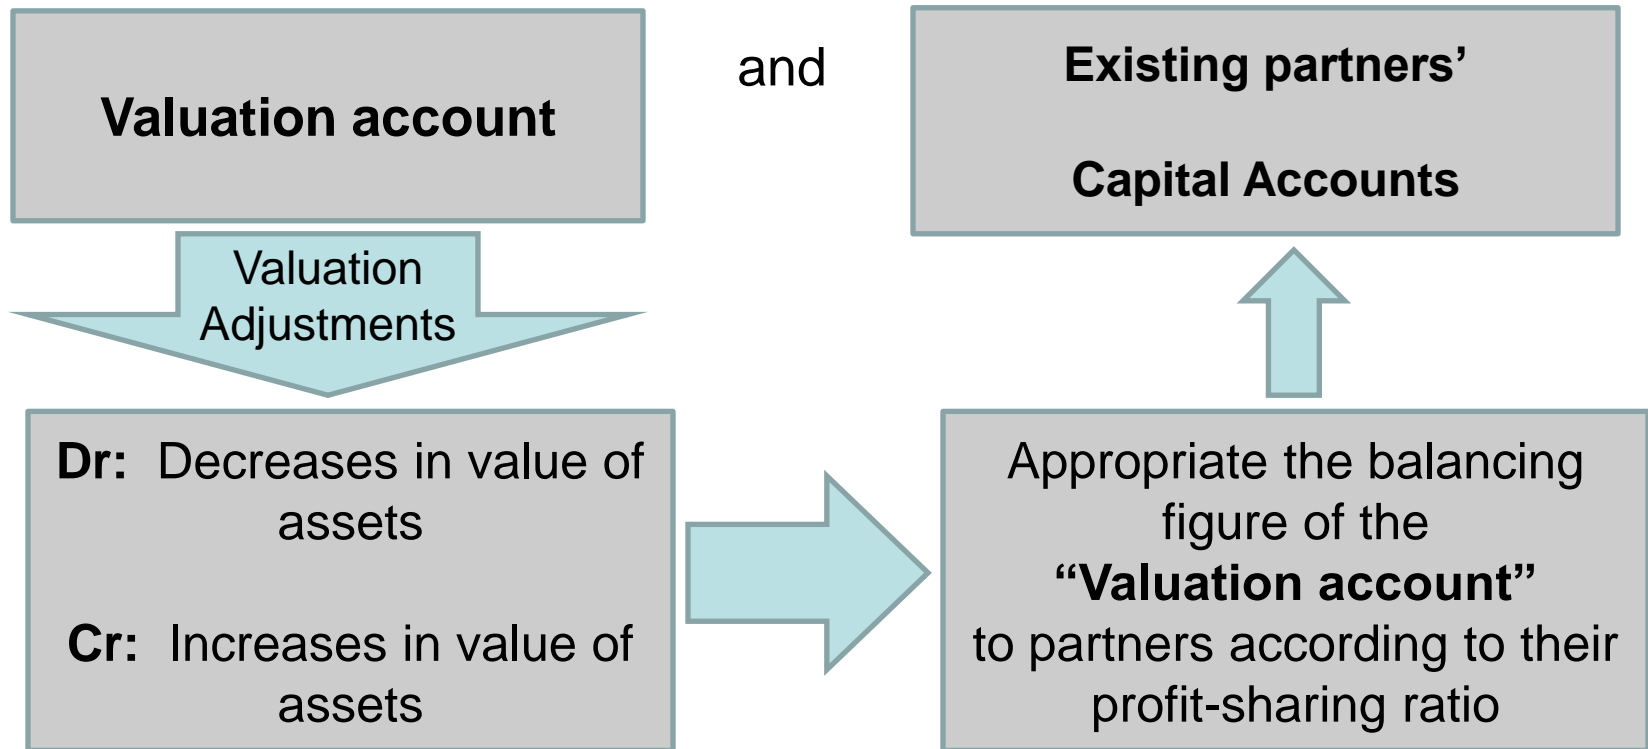 Valuation account
and
Existing partners’
Capital Accounts
Valuation
Adjustments
Dr: Decreases in value of
assets
Cr: Increases in value of
assets
Appropriate the balancing
figure of the
“Valuation account”
to partners according to their
profit-sharing ratio